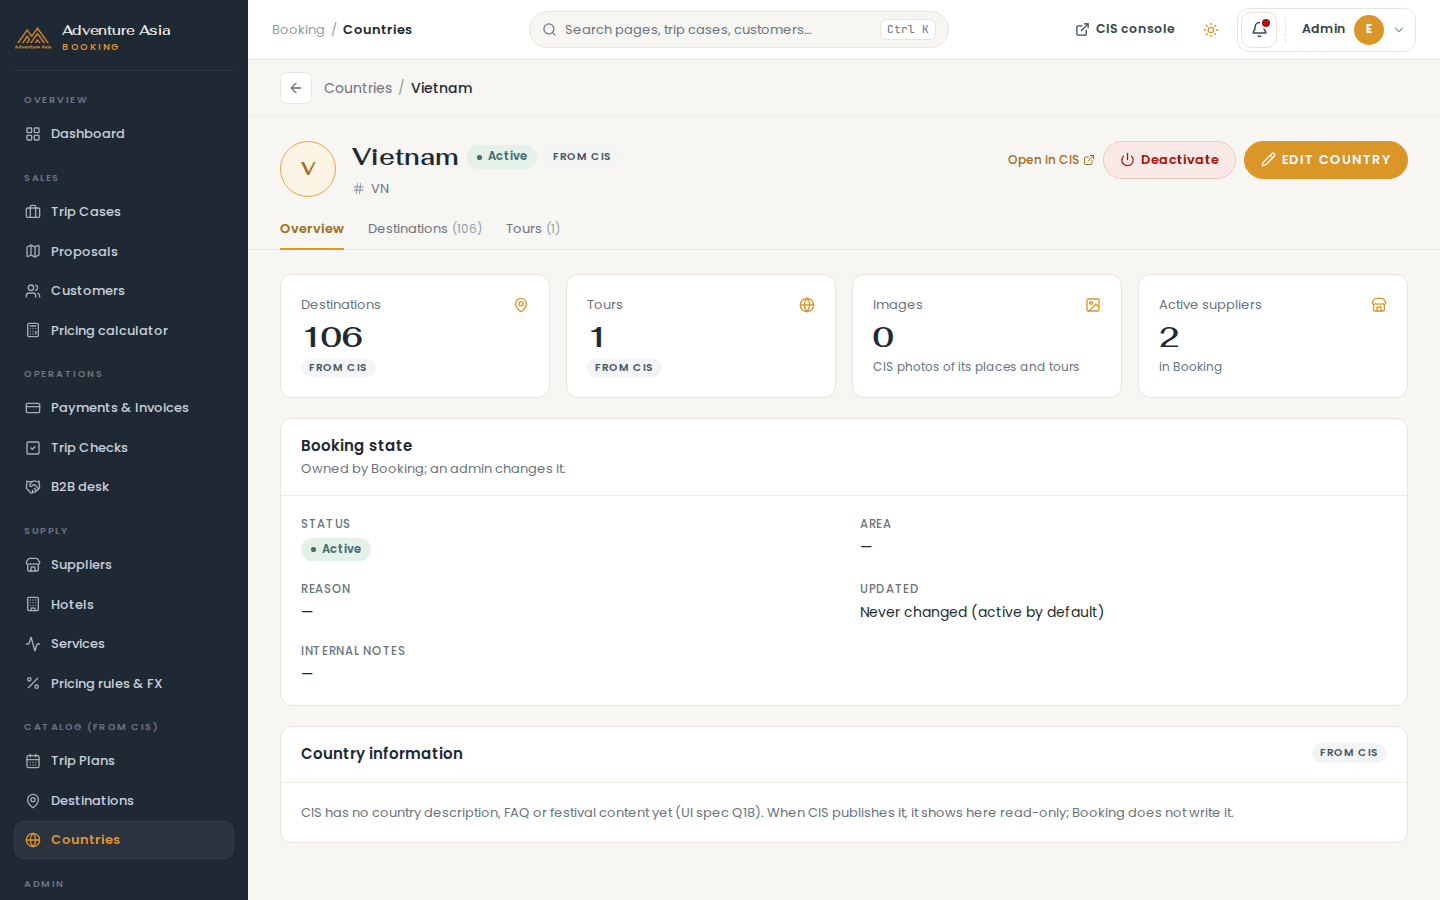 Adventure Asia
BOOKING
Adventure Asia
OVERVIEW
Dashboard
SALES
Trip Cases
Proposals
Customers
Pricing calculator
OPERATIONS
Payments & Invoices
Trip Checks
B2B desk
SUPPLY
Suppliers
Hotels
Services
Pricing rules & FX
CATALOG (FROM CIS)
Trip Plans
Destinations
Countries
ADMIN
Booking / Countries
Search pages, trip cases, customers...
Ctrl K
CIS console
Admin
E
Countries / Vietnam
V
Vietnam
Active
FROM CIS
# VN
Open in CIS
Deactivate
EDIT COUNTRY
Overview
Destinations (106)
Tours (1)
Destinations
106
FROM CIS
Tours
1
FROM CIS
Images
0
CIS photos of its places and tours
Active suppliers
2
in Booking
Booking state
Owned by Booking; an admin changes it.
STATUS
Active
AREA
—
REASON
—
UPDATED
Never changed (active by default)
INTERNAL NOTES
—
Country information
FROM CIS
CIS has no country description, FAQ or festival content yet (UI spec Q18). When CIS publishes it, it shows here read-only; Booking does not write it.